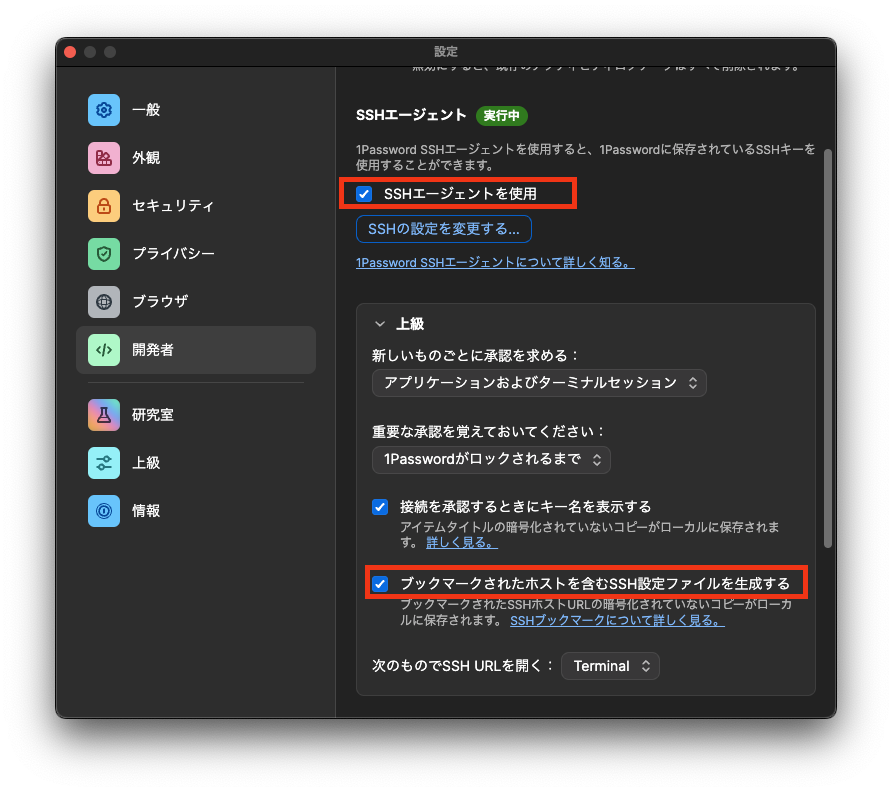 設定
一般
外観
セキュリティ
プライバシー
ブラウザ
開発者
研究室
上級
情報
SSHエージェント 実行中
1Password SSHエージェントを使用すると、1Passwordに保存されているSSHキーを
使用することができます。
SSHエージェントを使用
SSHの設定を変更する...
1Password SSHエージェントについて詳しく知る。
上級
新しいものごとに承認を求める：
アプリケーションおよびターミナルセッション
重要な承認を覚えておいてください：
1Passwordがロックされるまで
接続を承認するときにキー名を表示する
アイテムタイトルの暗号化されていないコピーがローカルに保存されま
す。 詳しく見る。
ブックマークされたホストを含むSSH設定ファイルを生成する
ブックマークされたSSHホストURLの暗号化されていないコピーがローカ
ルに保存されます。 SSHブックマークについて詳しく見る。
次のものでSSH URLを開く： Terminal